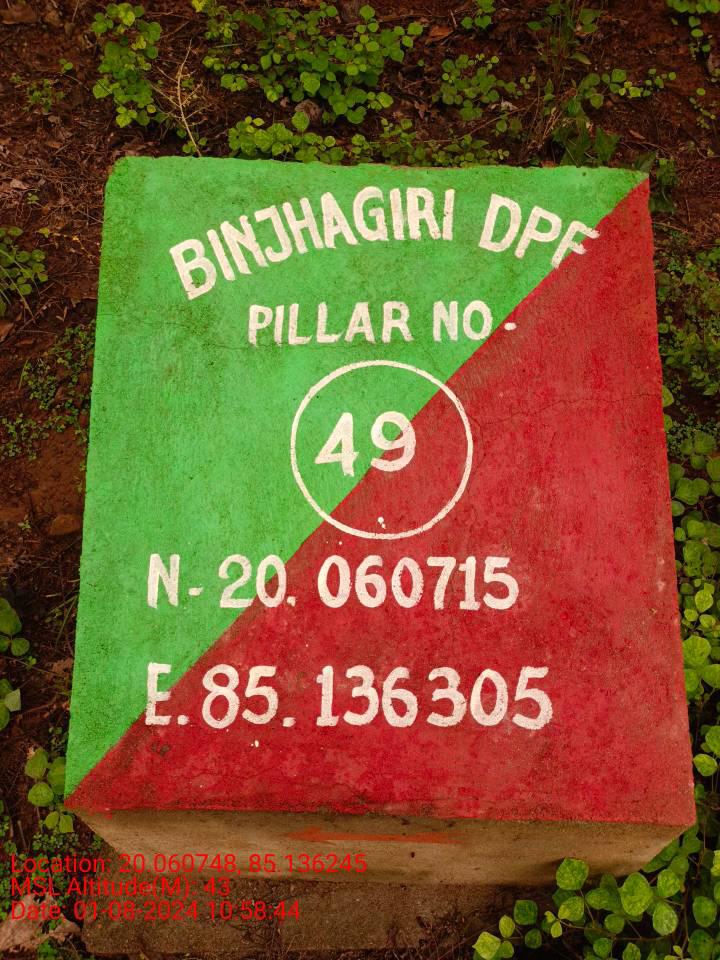 BINJHAGIRI DPF
PILLAR NO.
49
N-20.060715
E.85.136305
Location: 20.060748, 85.136245
MSL Altitude(M): 43
Date: 01-08-2024 10:58:44